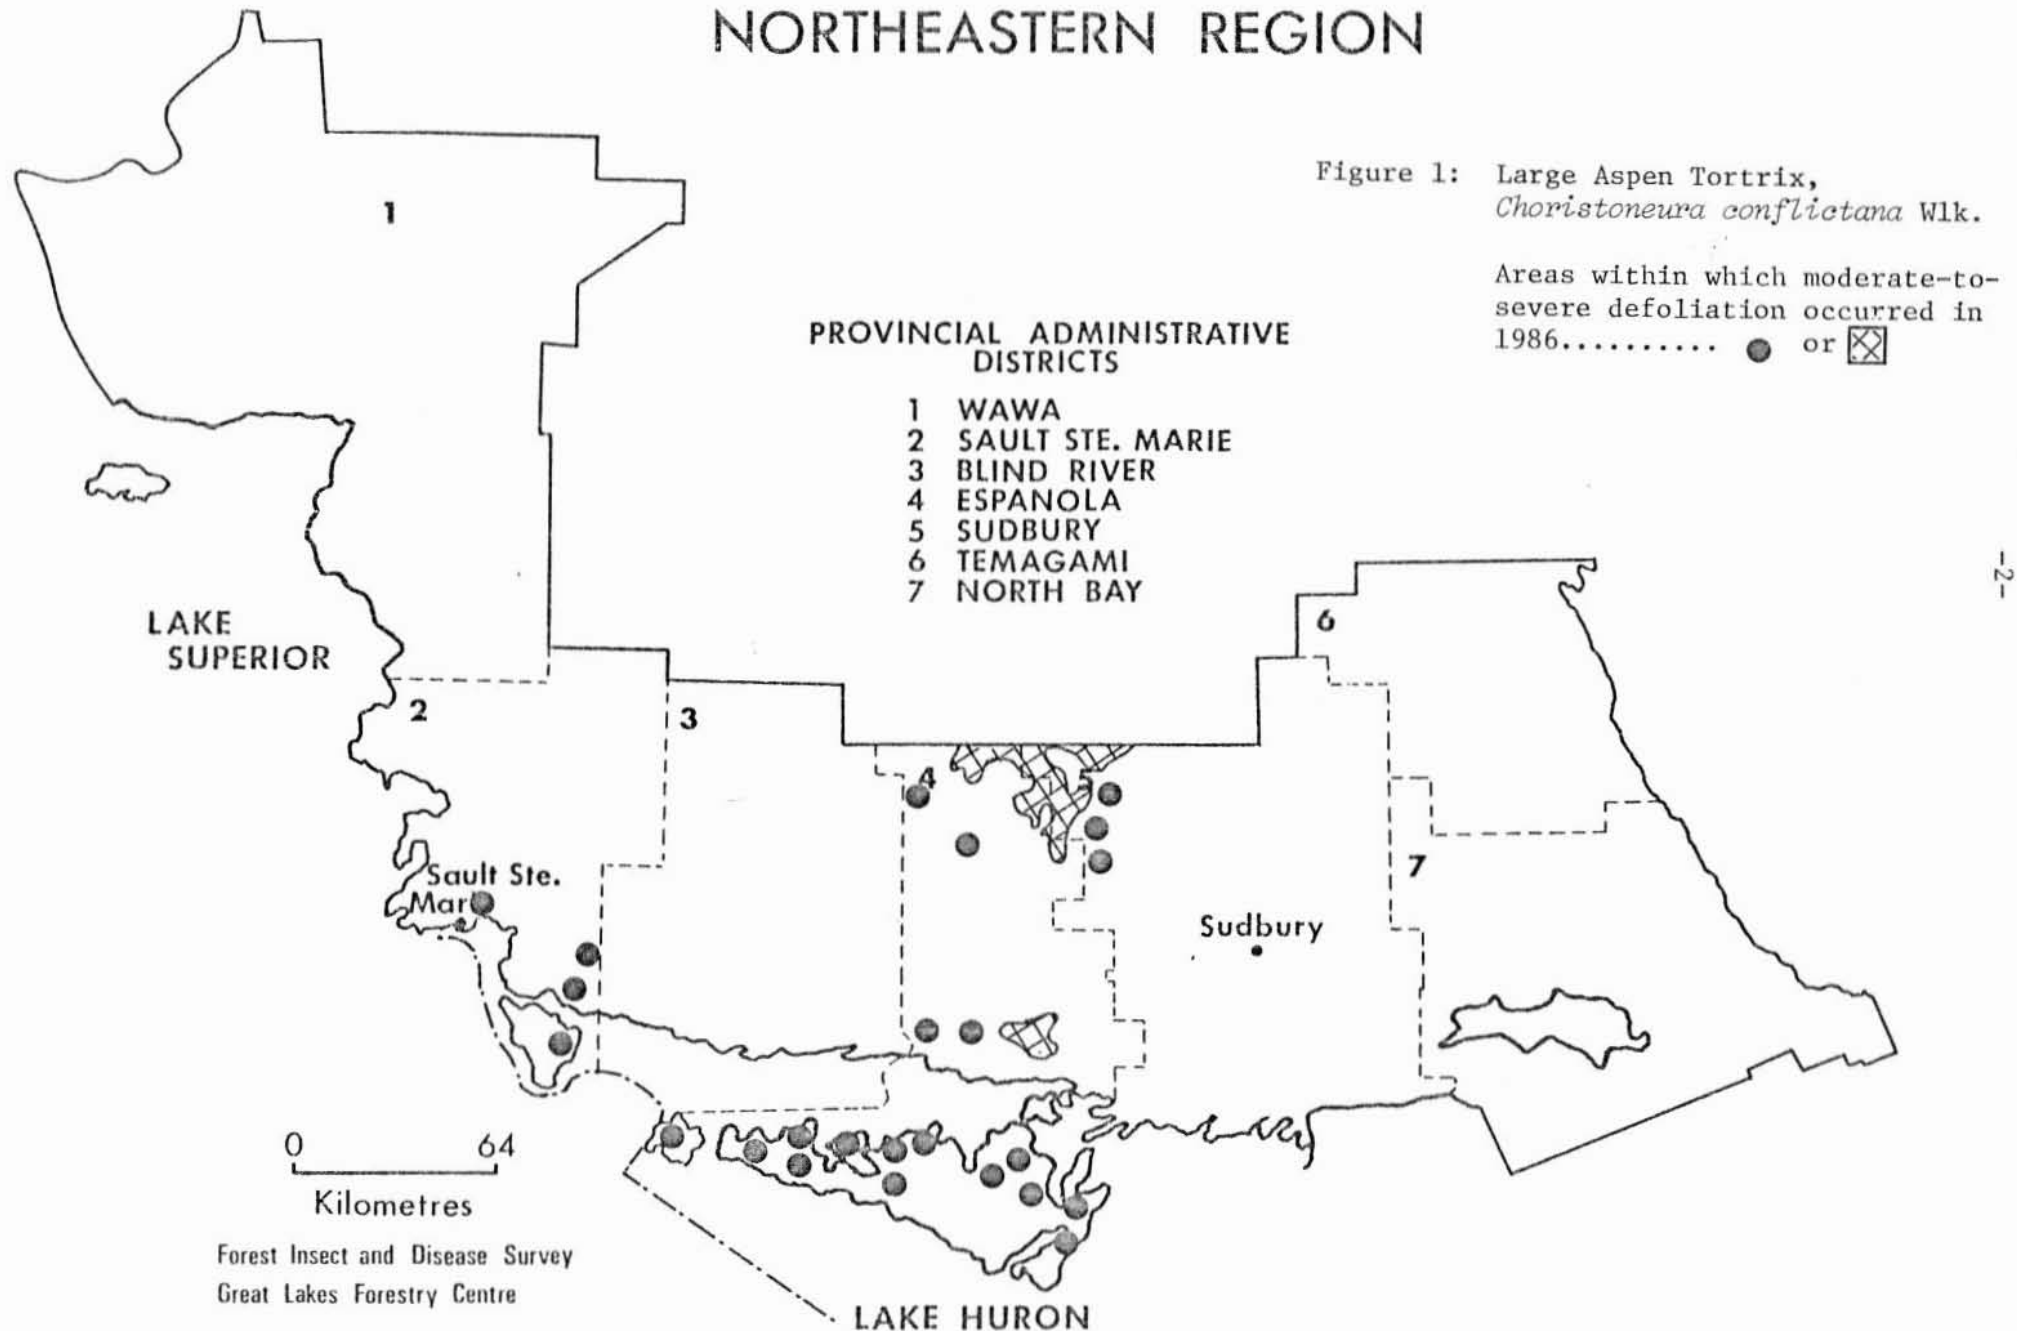 NORTHEASTERN REGION
Figure 1: Large Aspen Tortrix,
Choristoneura conflictana Wlk.
Areas within which moderate-to-
severe defoliation occurred in
1986.......... or
PROVINCIAL ADMINISTRATIVE
DISTRICTS
1 WAWA
2 SAULT STE. MARIE
3 BLIND RIVER
4 ESPANOLA
5 SUDBURY
6 TEMAGAMI
7 NORTH BAY
-2-
1
LAKE
SUPERIOR
6
2
3
4
5
7
Sault Ste.
Mar
Sudbury
0 64
Kilometres
Forest Insect and Disease Survey
Great Lakes Forestry Centre
LAKE HURON